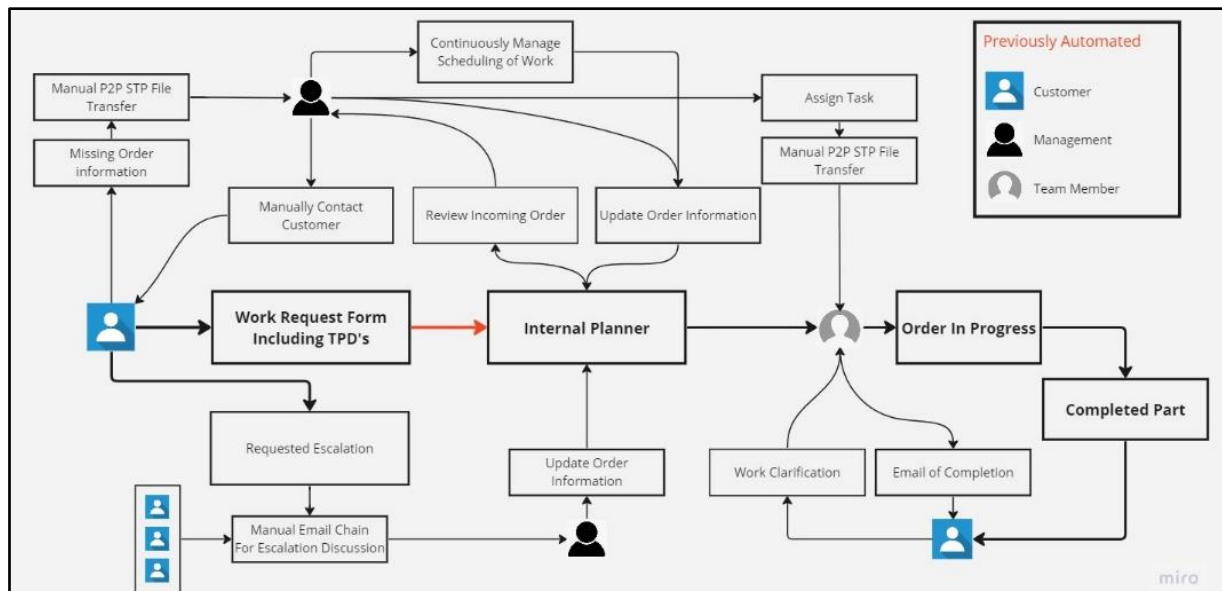 Continuously Manage
Scheduling of Work
Previously Automated
Customer
Management
Team Member
Manual P2P STP File
Transfer
Assign Task
Missing Order
information
Manual P2P STP File
Transfer
Manually Contact
Customer
Review Incoming Order
Update Order Information
Work Request Form
Including TPD's
Internal Planner
Order In Progress
Completed Part
Requested Escalation
Update Order
Information
Work Clarification
Email of Completion
Manual Email Chain
For Escalation Discussion
miro